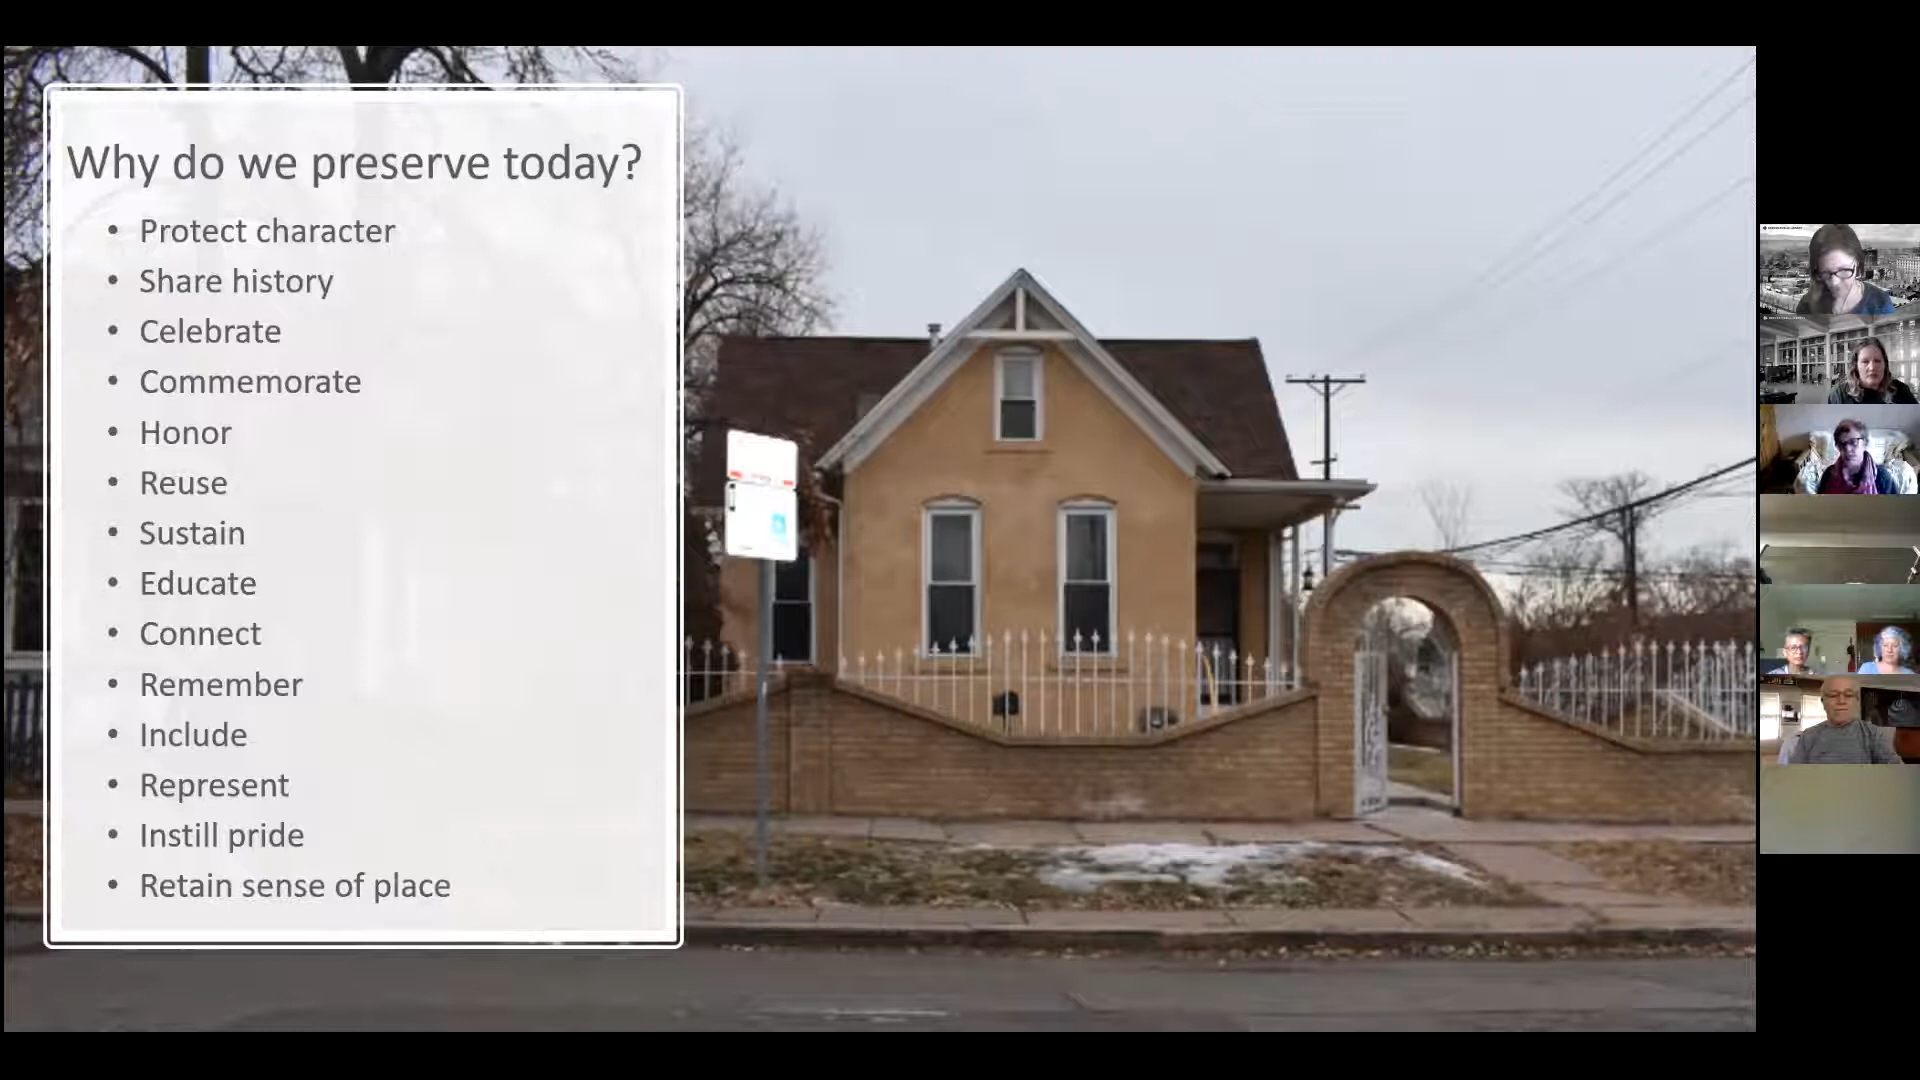 Why do we preserve today?
• Protect character
• Share history
• Celebrate
• Commemorate
• Honor
• Reuse
• Sustain
• Educate
• Connect
• Remember
• Include
• Represent
• Instill pride
• Retain sense of place